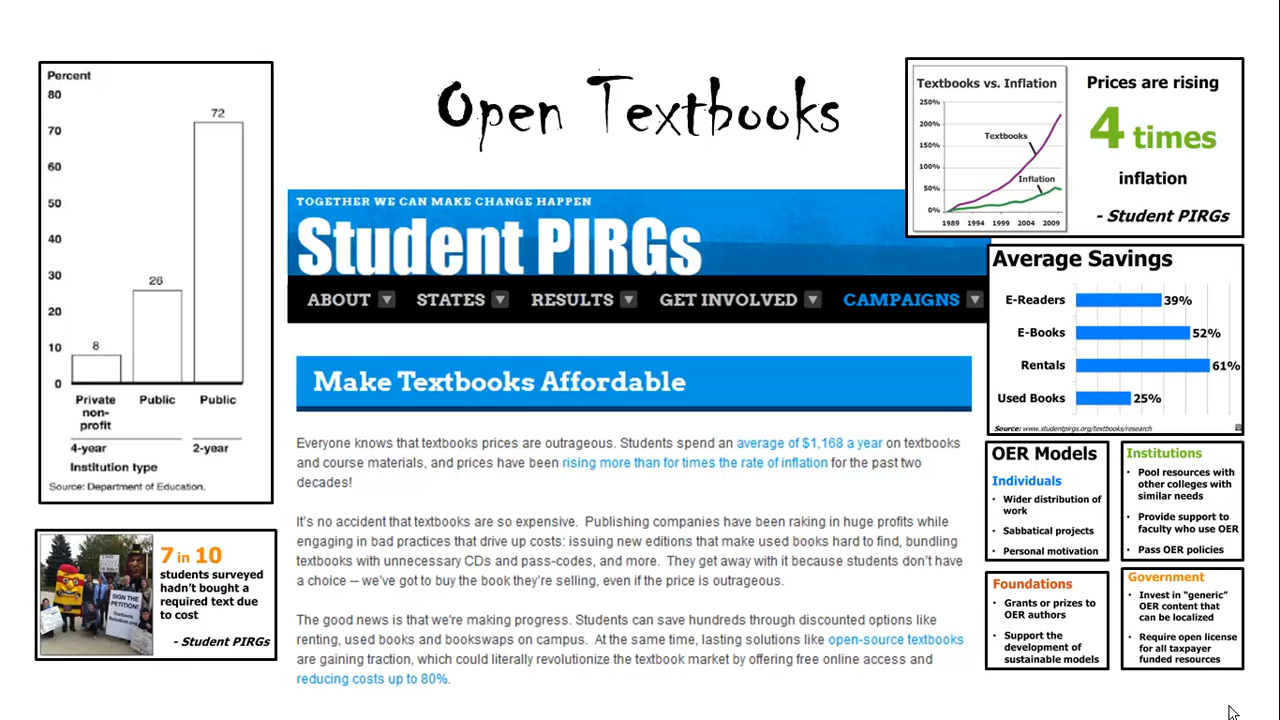 Open Textbooks
Percent
80
70
60
50
40
30
20
10
0
8
26
72
Private non-profit
Public
Public
4-year
2-year
Institution type
Source: Department of Education.
7 in 10
students surveyed
hadn't bought a
required text due
to cost
- Student PIRGs
SIGN THE
PETITION!
TOGETHER WE CAN MAKE CHANGE HAPPEN
Student PIRGs
ABOUT STATES RESULTS GET INVOLVED CAMPAIGNS
Make Textbooks Affordable
Everyone knows that textbooks prices are outrageous. Students spend an average of $1,168 a year on textbooks
and course materials, and prices have been rising more than for times the rate of inflation for the past two
decades!
It's no accident that textbooks are so expensive. Publishing companies have been raking in huge profits while
engaging in bad practices that drive up costs: issuing new editions that make used books hard to find, bundling
textbooks with unnecessary CDs and pass-codes, and more. They get away with it because students don't have
a choice -- we've got to buy the book they're selling, even if the price is outrageous.
The good news is that we're making progress. Students can save hundreds through discounted options like
renting, used books and bookswaps on campus. At the same time, lasting solutions like open-source textbooks
are gaining traction, which could literally revolutionize the textbook market by offering free online access and
reducing costs up to 80%.
Textbooks vs. Inflation
250%
200%
150%
100%
50%
0%
Textbooks
Inflation
1989 1994 1999 2004 2009
Prices are rising
4 times
inflation
- Student PIRGs
Average Savings
E-Readers 39%
E-Books 52%
Rentals 61%
Used Books 25%
Source: www.studentpirgs.org/textbooks/research
OER Models
Individuals
• Wider distribution of
work
• Sabbatical projects
• Personal motivation
Institutions
• Pool resources with
other colleges with
similar needs
• Provide support to
faculty who use OER
• Pass OER policies
Foundations
• Grants or prizes to
OER authors
• Support the
development of
sustainable models
Government
• Invest in "generic"
OER content that
can be localized
• Require open license
for all taxpayer
funded resources